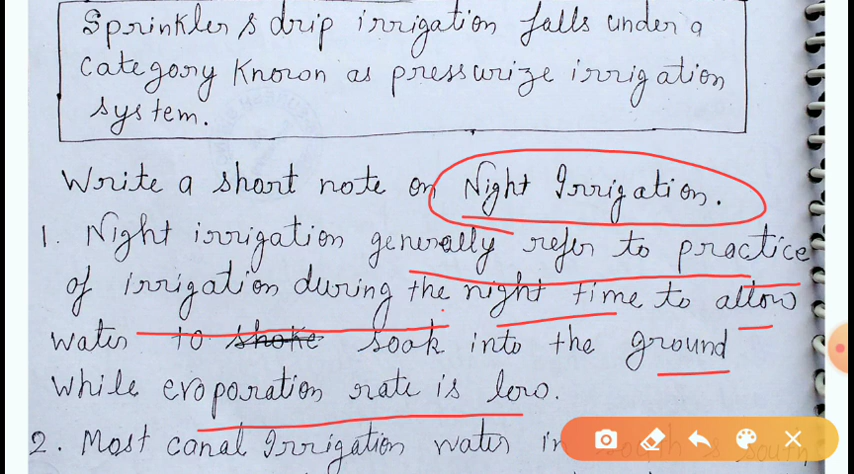 Sprinkler & drip irrigation falls under a
category known as pressurize irrigation
system.
Write a short note on Night Irrigation.
1. Night irrigation generally refer to practice
of irrigation during the night time to allow
water to shoke soak into the ground
while evoporation rate is low.
2. Most canal Irrigation water in